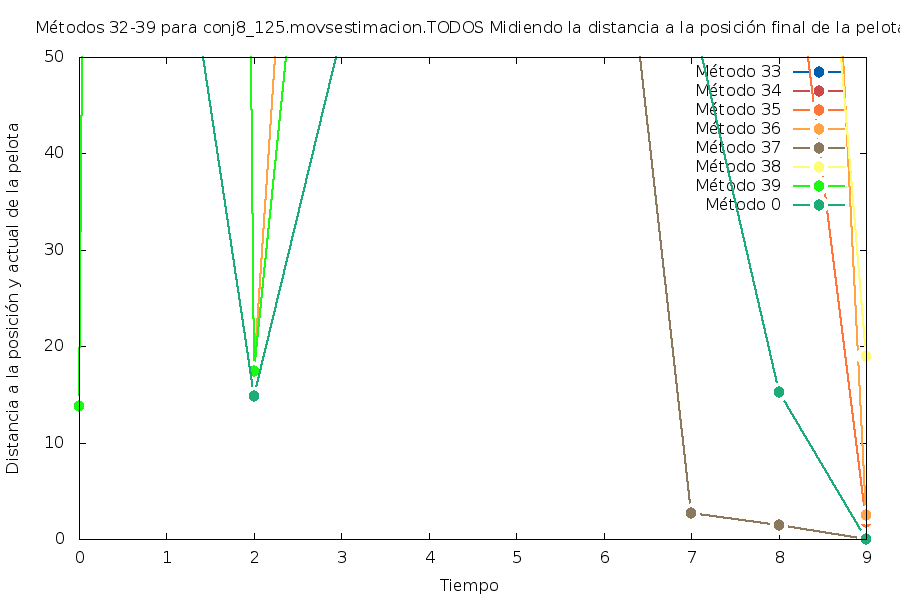 Métodos 32-39 para conj8_125.movsestimacion.TODOS Midiendo la distancia a la posición final de la pelota
50
40
30
20
10
0
Distancia a la posición y actual de la pelota
Método 33
Método 34
Método 35
Método 36
Método 37
Método 38
Método 39
Método 0
0 1 2 3 4 5 6 7 8 9
Tiempo